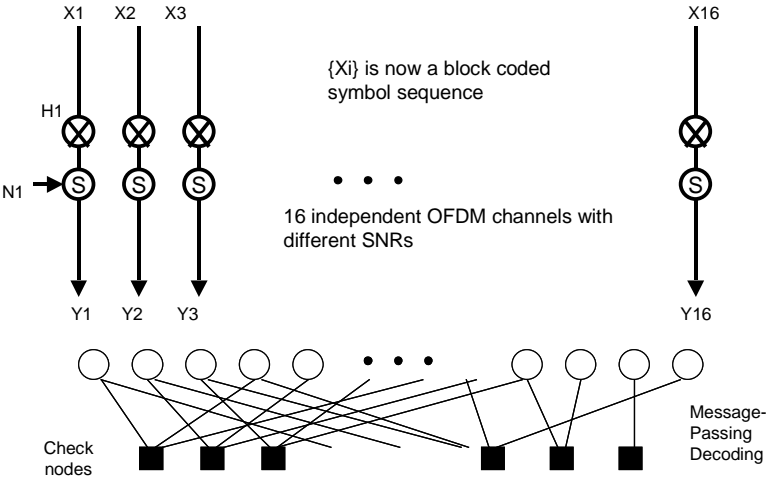 X1 X2 X3 X16
{Xi} is now a block coded
symbol sequence
H1
N1 S S S S
16 independent OFDM channels with
different SNRs
Y1 Y2 Y3 Y16
Message-
Passing
Decoding
Check
nodes